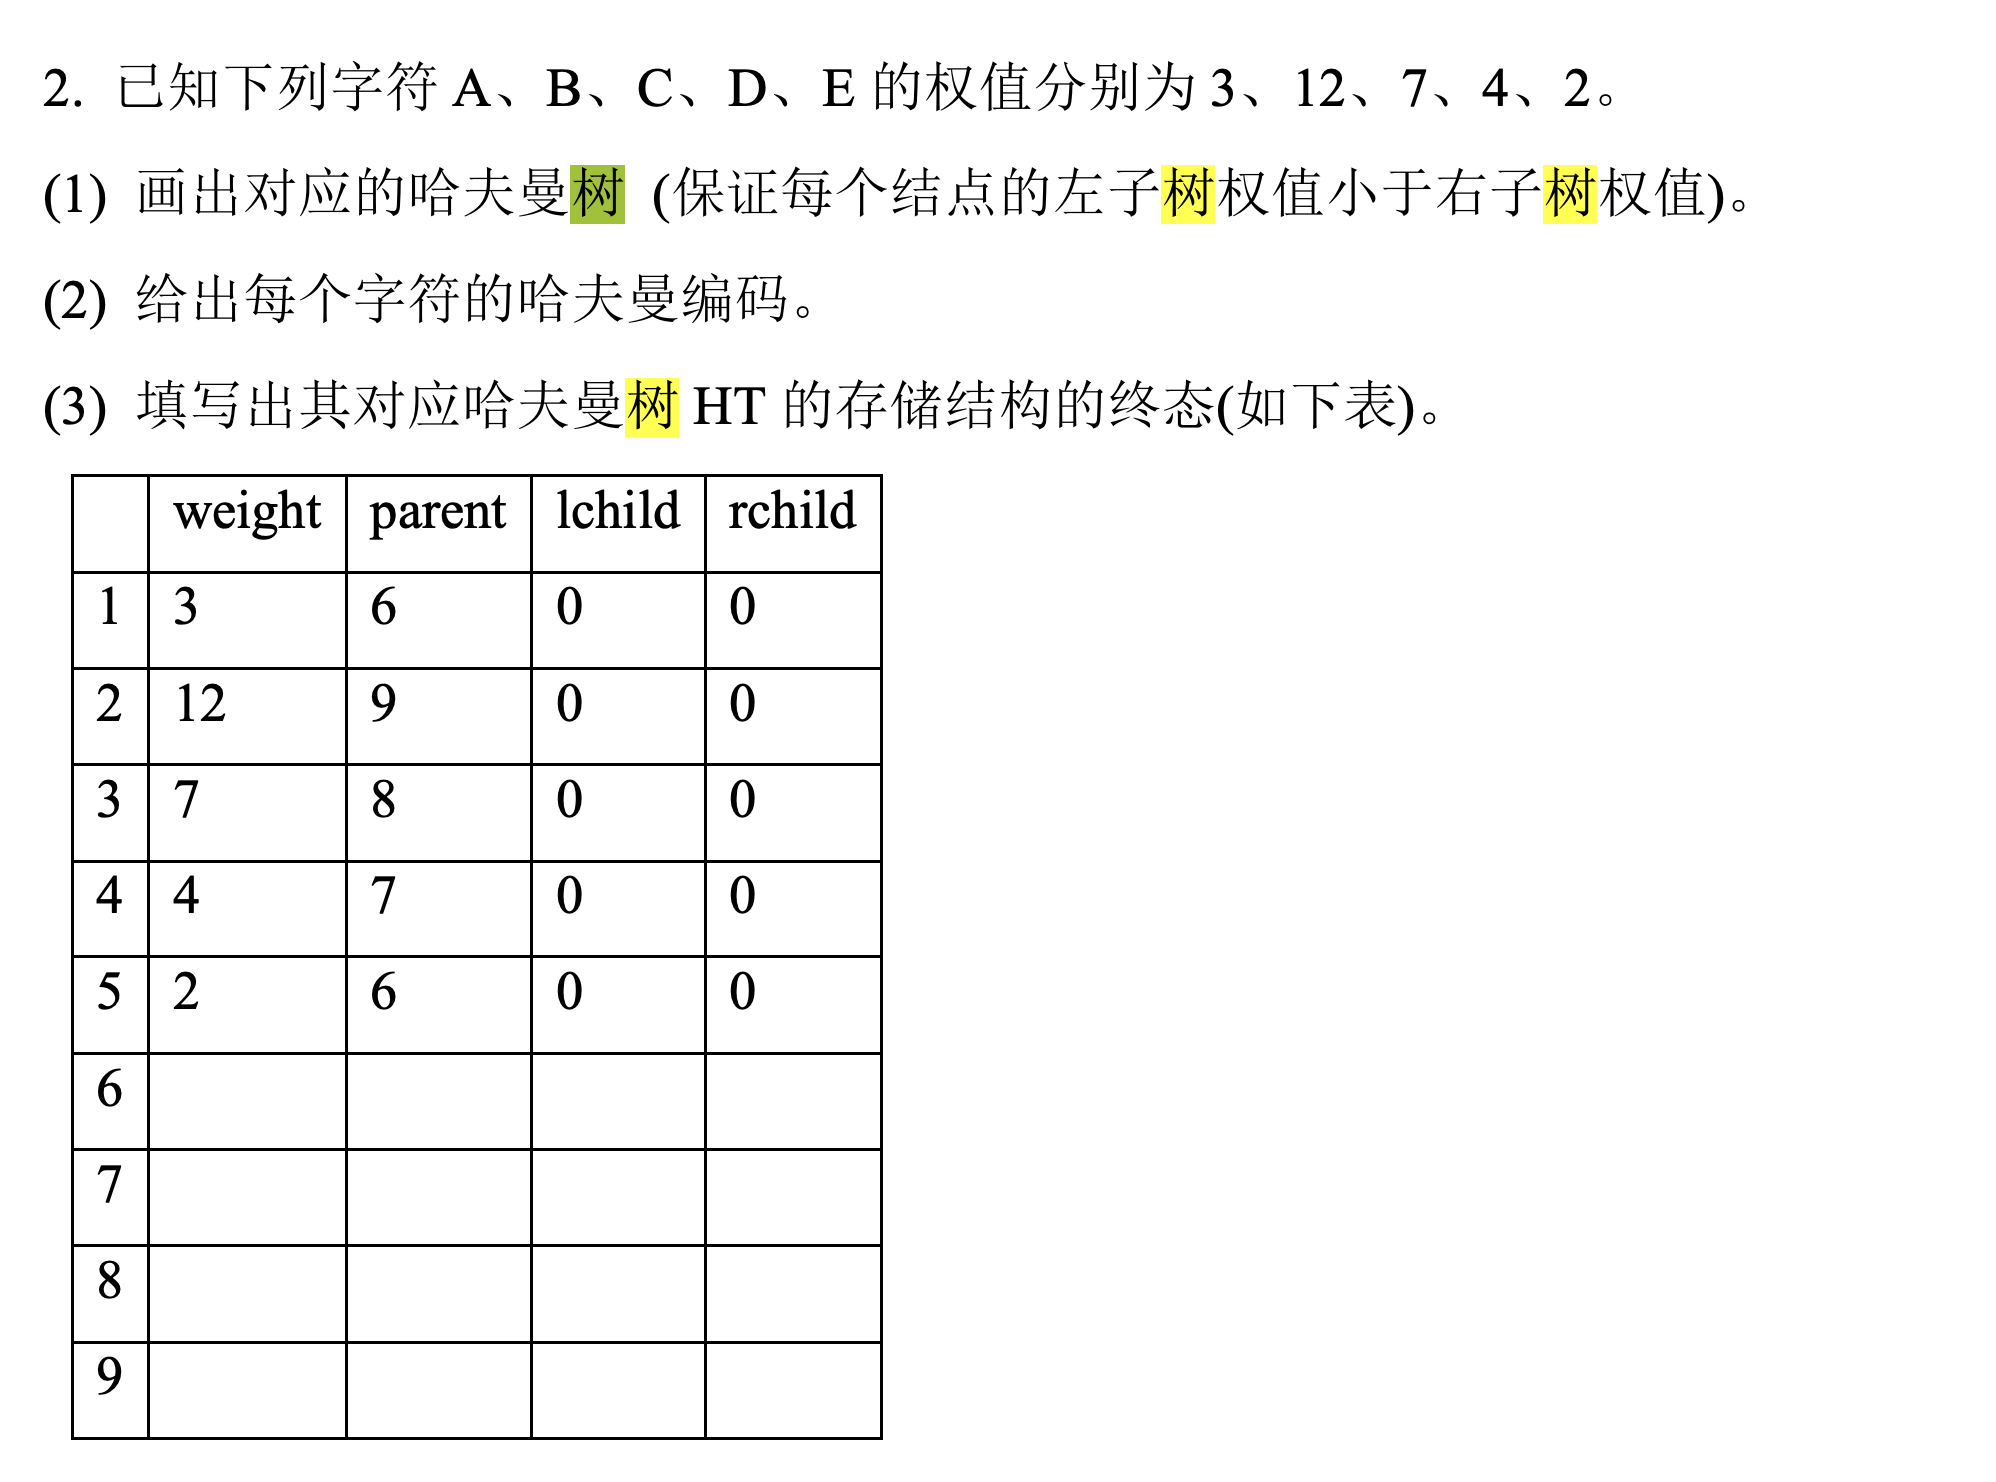 2. 已知下列字符 A、B、C、D、E 的权值分别为 3、12、7、4、2。
(1) 画出对应的哈夫曼树 (保证每个结点的左子树权值小于右子树权值)。
(2) 给出每个字符的哈夫曼编码。
(3) 填写出其对应哈夫曼树 HT 的存储结构的终态(如下表)。
weight parent lchild rchild
1 3 6 0 0
2 12 9 0 0
3 7 8 0 0
4 4 7 0 0
5 2 6 0 0
6
7
8
9